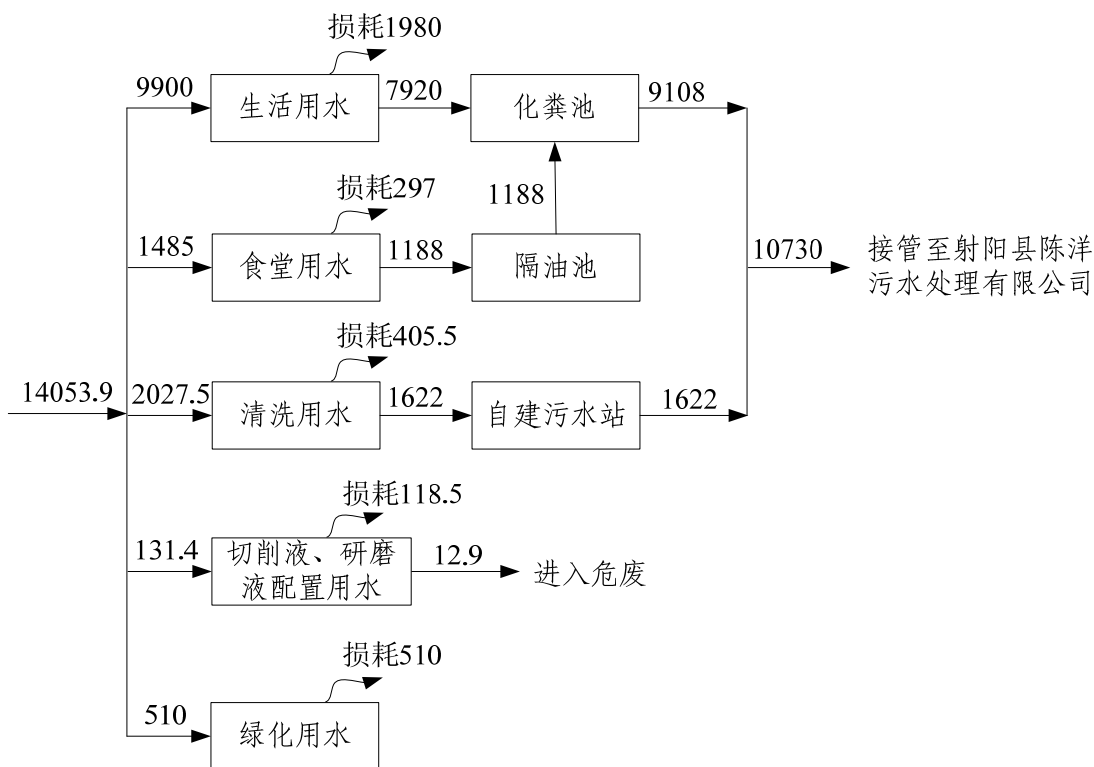 损耗1980
9900
生活用水
7920
化粪池
9108
损耗297
1188
1485
食堂用水
1188
隔油池
10730
接管至射阳县陈洋
污水处理有限公司
损耗405.5
14053.9
2027.5
清洗用水
1622
自建污水站
1622
损耗118.5
131.4
切削液、研磨
液配置用水
12.9
进入危废
损耗510
510
绿化用水